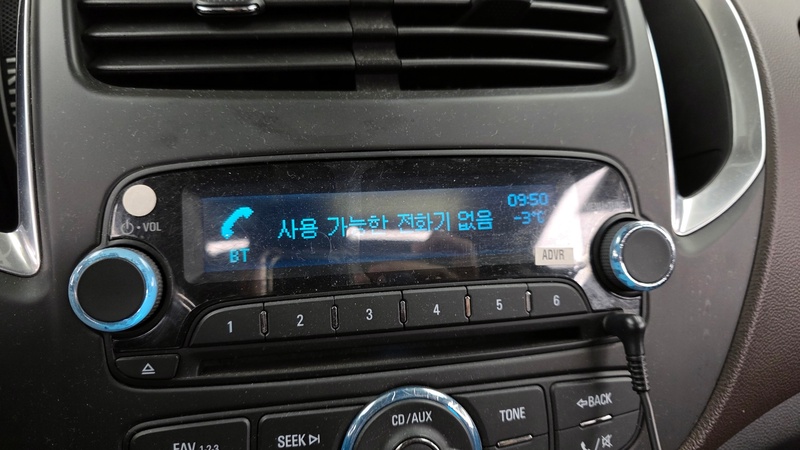 09:50
사용 가능한 전화기 없음
-3°C
BT
VOL
ADVR
1
2
3
4
5
6
CD/AUX
TONE
BACK
FAV 1-2-3
SEEK